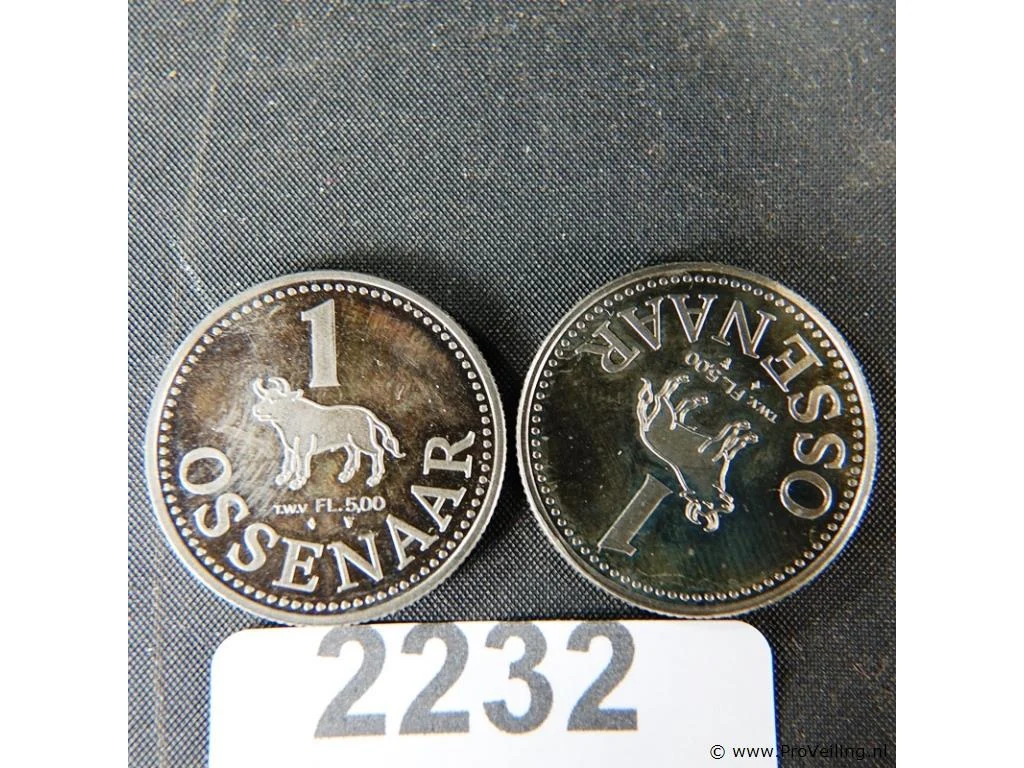 1
T.W.V FL. 5,00
OSSENAAR
1
T.W.V. FL. 5,00
OSSENAAR
2232
© www.ProVeiling.nl